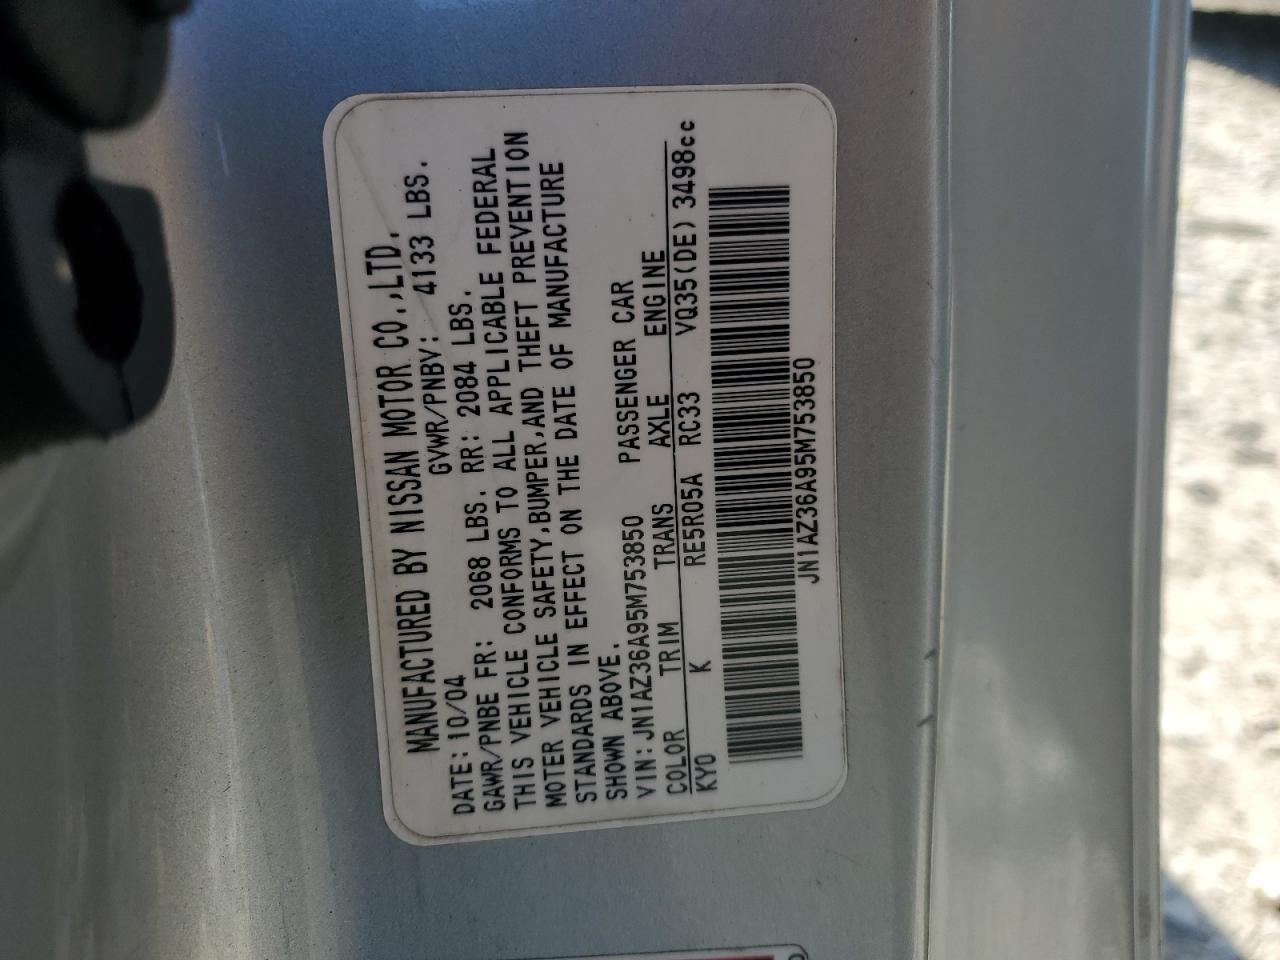 MANUFACTURED BY NISSAN MOTOR CO.,LTD.
DATE: 10/04 GVWR/PNBV: 4133 LBS.
GAWR/PNBE FR: 2068 LBS. RR: 2084 LBS.
THIS VEHICLE CONFORMS TO ALL APPLICABLE FEDERAL
MOTOR VEHICLE SAFETY,BUMPER,AND THEFT PREVENTION
STANDARDS IN EFFECT ON THE DATE OF MANUFACTURE
SHOWN ABOVE.
VIN:JN1AZ36A95M753850 PASSENGER CAR
COLOR TRIM TRANS AXLE ENGINE
KY0 K RE5R05A RC33 VQ35(DE) 3498cc
JN1AZ36A95M753850